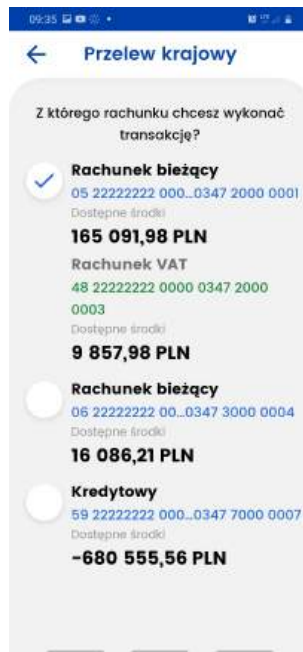 09:35
Przelew krajowy
Z którego rachunku chcesz wykonać
transakcję?
Rachunek bieżący
05 22222222 000...0347 2000 0001
Dostępne środki
165 091,98 PLN
Rachunek VAT
48 22222222 0000 0347 2000
0003
Dostępne środki
9 857,98 PLN
Rachunek bieżący
06 22222222 00...0347 3000 0004
Dostępne środki
16 086,21 PLN
Kredytowy
59 22222222 000...0347 7000 0007
Dostępne środki
-680 555,56 PLN